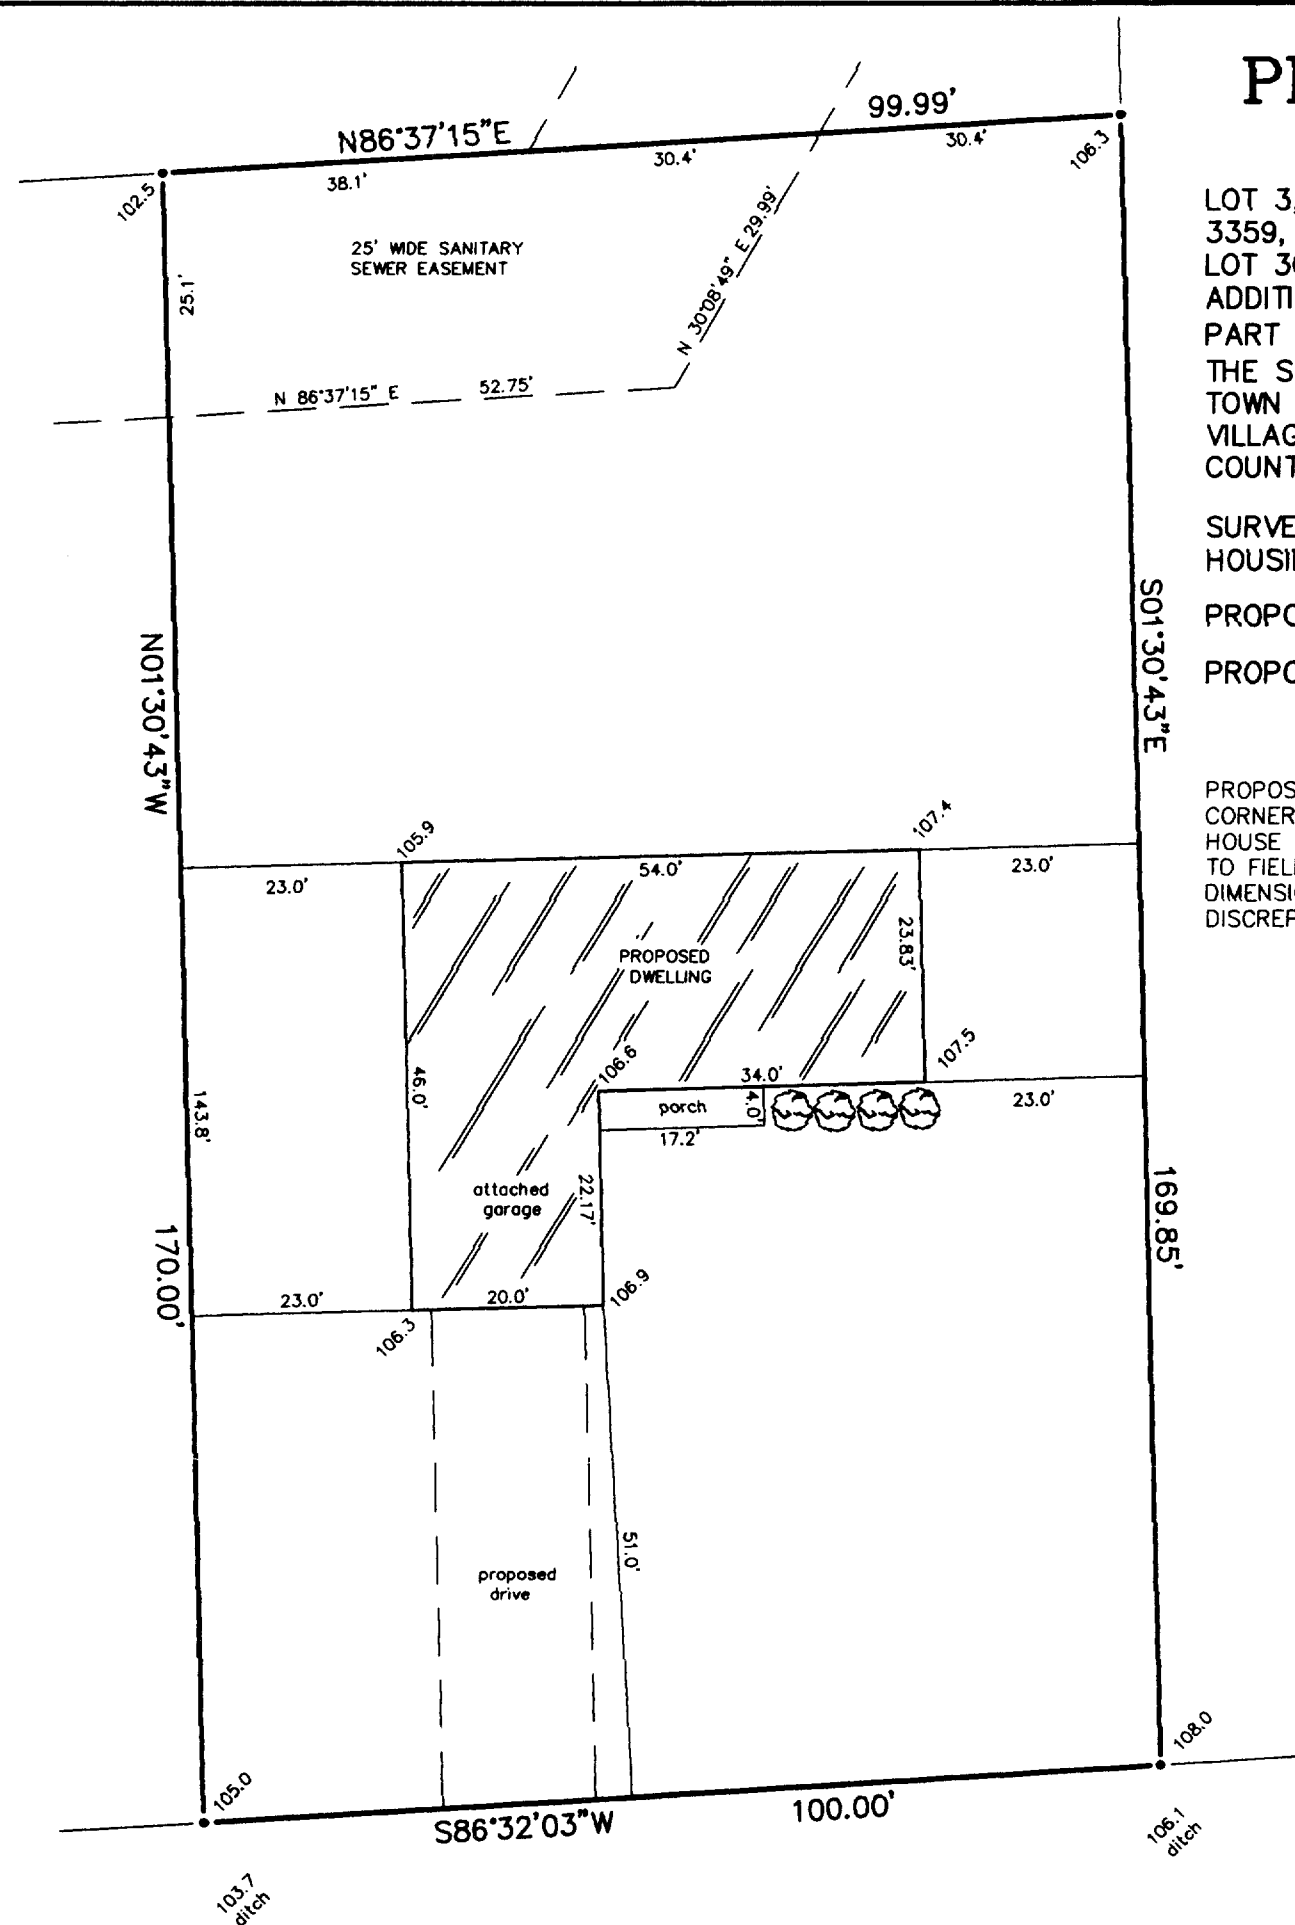 PL
99.99'
N86°37'15"E
30.4'
30.4'
106.3
38.1'
102.5
LOT 3,
3359,
25' WIDE SANITARY
SEWER EASEMENT
25.1'
N 30°08'49" E 29.99'
ADDITI
PART
THE S
N 86°37'15" E
52.75'
TOWN
VILLAG
COUNT
SURVE
HOUSI
PROPO
PROPO
N01°30'43"W
S01°30'43"E
PROPOS
CORNER
HOUSE
TO FIEL
DIMENSI
DISCREP
105.9
107.4
23.0'
54.0'
23.0'
23.83'
PROPOSED
DWELLING
107.5
106.6
34.0'
46.0'
porch
4.0'
23.0'
143.8'
17.2'
attached
garage
22.17'
169.85'
170.00'
23.0'
20.0'
106.9
106.3
51.0'
proposed
drive
108.0
105.0
S86°32'03"W
100.00'
106.1
ditch
103.7
ditch